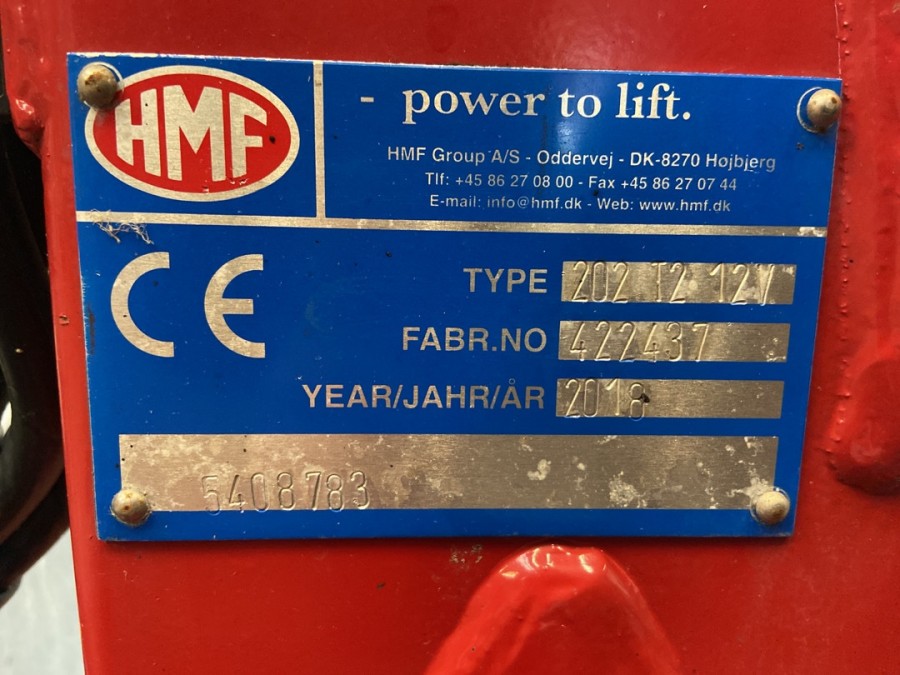 HMF
- power to lift.
HMF Group A/S - Oddervej - DK-8270 Højbjerg
Tlf: +45 86 27 08 00 - Fax +45 86 27 07 44
E-mail: info@hmf.dk - Web: www.hmf.dk
CE
TYPE 202 T2 12V
FABR.NO 422437
YEAR/JAHR/ÅR 2018
5408783